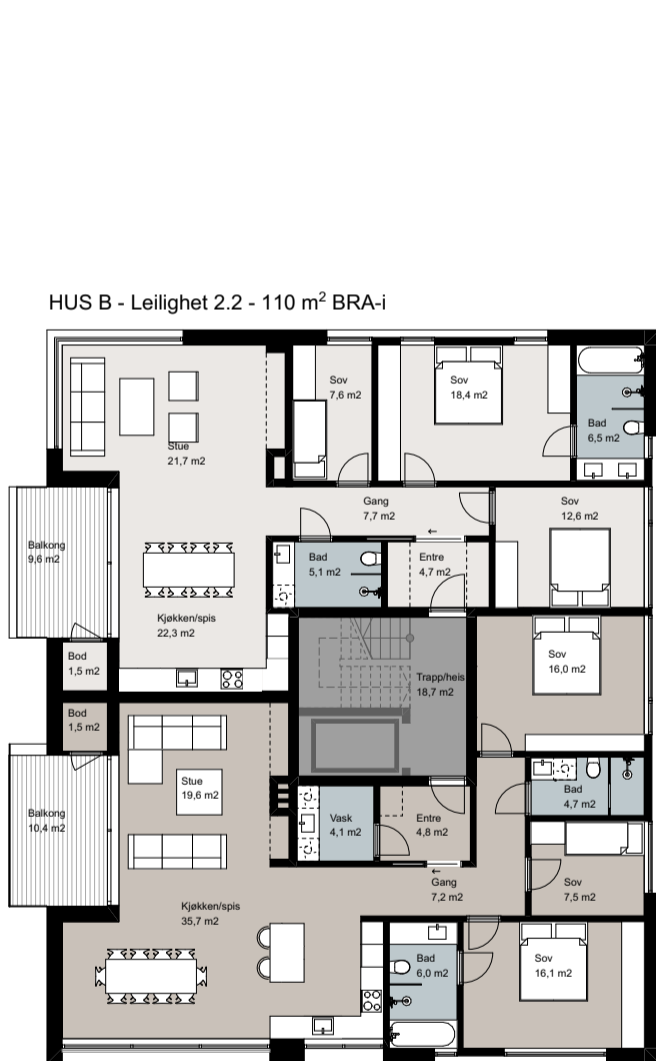 HUS B - Leilighet 2.2 - 110 m² BRA-i
Sov
7,6 m2
Sov
18,4 m2
Bad
6,5 m2
Stue
21,7 m2
Gang
7,7 m2
Sov
12,6 m2
Balkong
9,6 m2
Bad
5,1 m2
Entre
4,7 m2
Kjøkken/spis
22,3 m2
Bod
1,5 m2
Trapp/heis
18,7 m2
Sov
16,0 m2
Bod
1,5 m2
Stue
19,6 m2
Bad
4,7 m2
Balkong
10,4 m2
Vask
4,1 m2
Entre
4,8 m2
Gang
7,2 m2
Sov
7,5 m2
Kjøkken/spis
35,7 m2
Bad
6,0 m2
Sov
16,1 m2